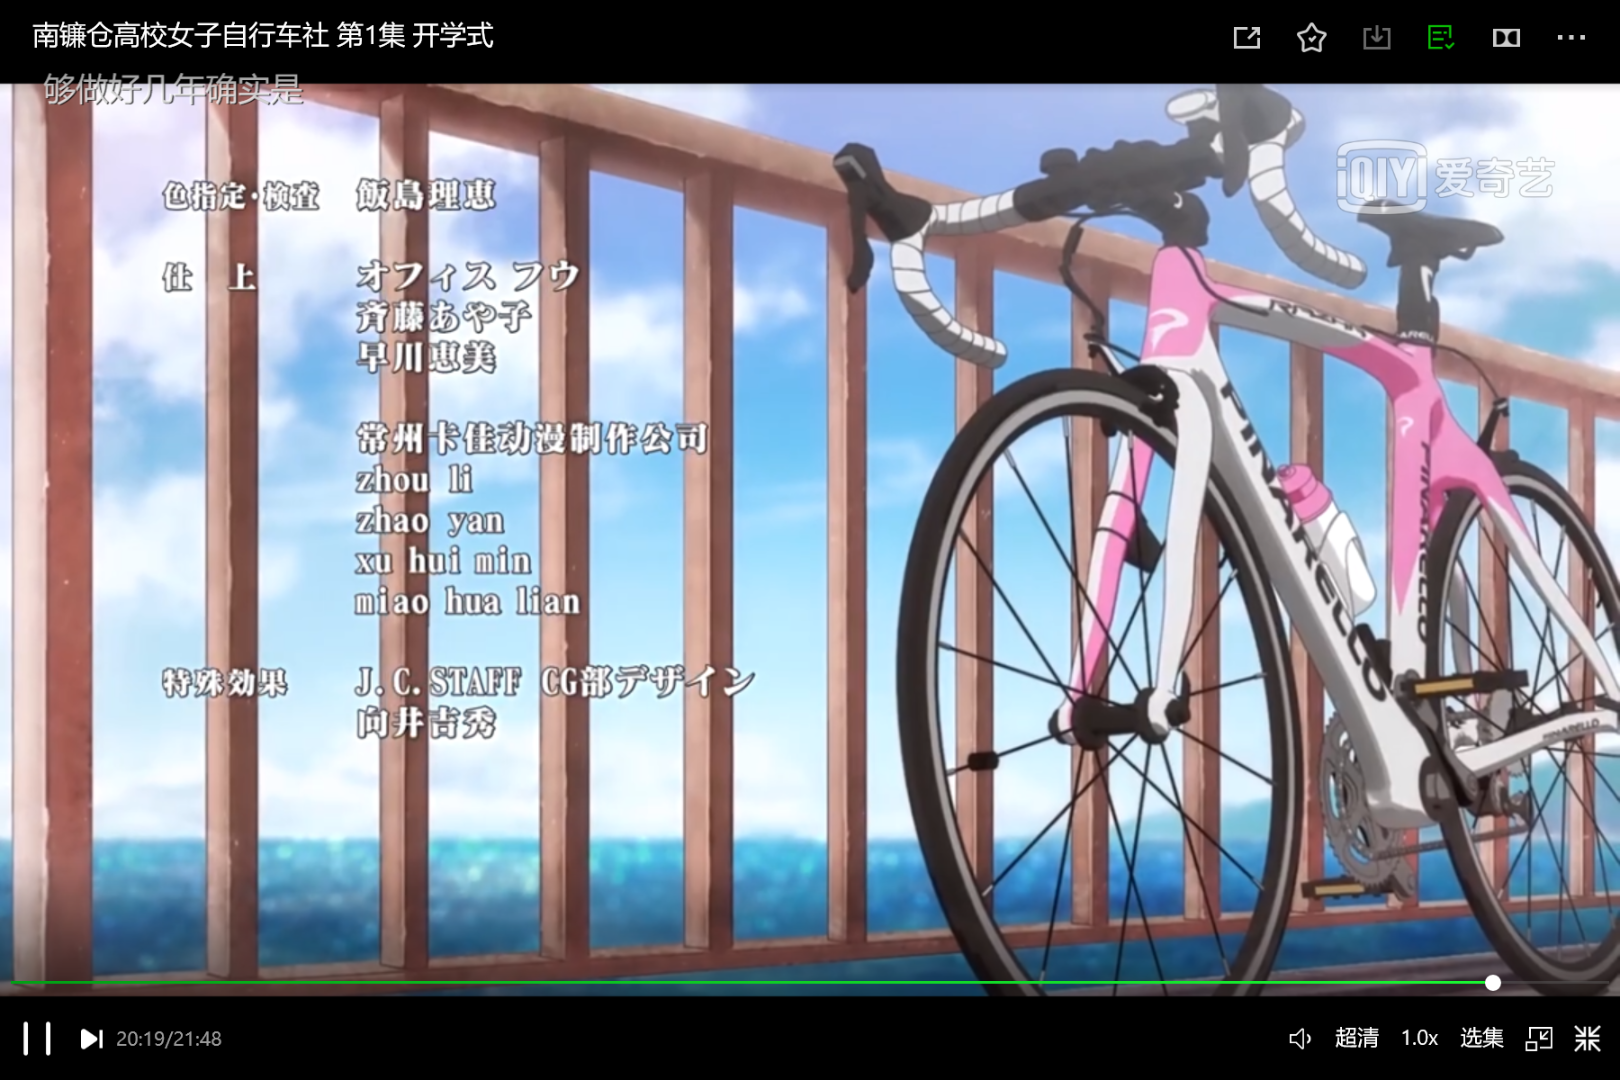 南镰仓高校女子自行车社 第1集 开学式
够做好几年确实是
iQIYI 爱奇艺
色指定·検査 飯島理恵
仕 上 オフィス フウ
斉藤あや子
早川恵美
常州卡佳动漫制作公司
zhou li
zhao yan
xu hui min
miao hua lian
特殊効果 J.C.STAFF CG部デザイン
向井吉秀
PINARELLO
PINARELLO
PINARELLO
20:19/21:48
超清 1.0x 选集